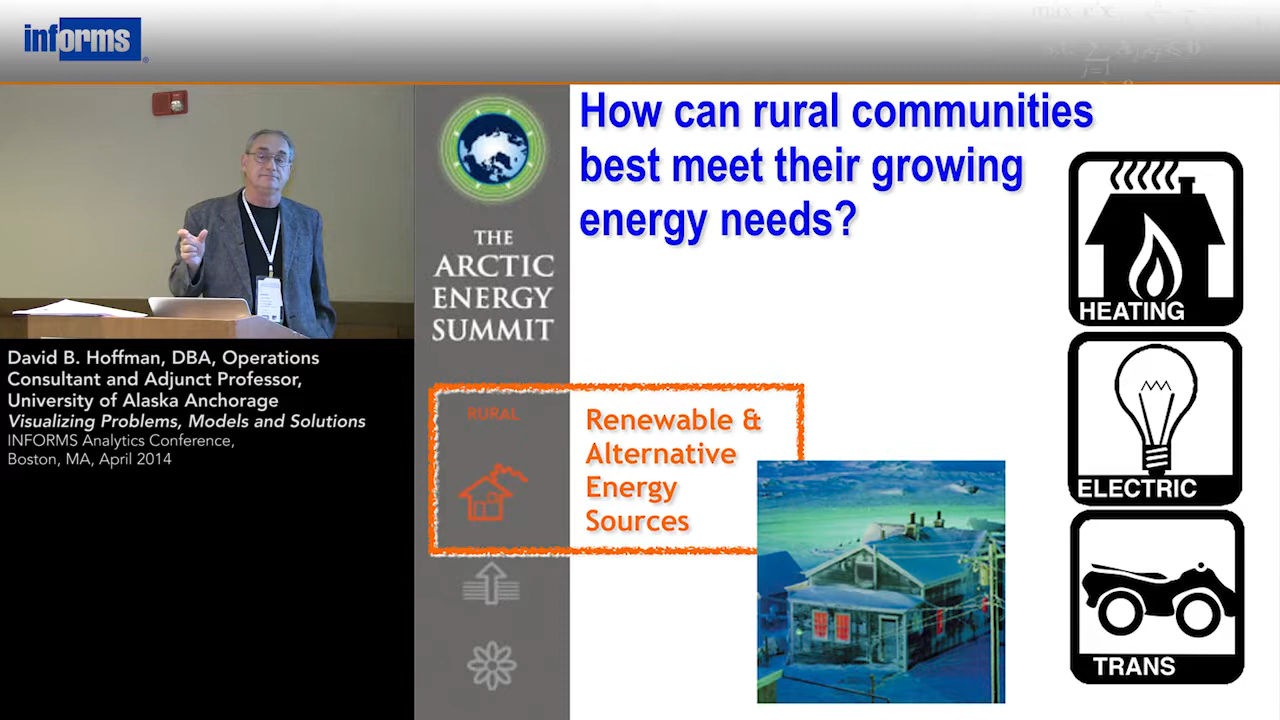 informs
How can rural communities
best meet their growing
energy needs?
THE
ARCTIC
ENERGY
SUMMIT
HEATING
ELECTRIC
TRANS
RURAL
Renewable &
Alternative
Energy
Sources
David B. Hoffman, DBA, Operations
Consultant and Adjunct Professor,
University of Alaska Anchorage
Visualizing Problems, Models and Solutions
INFORMS Analytics Conference,
Boston, MA, April 2014